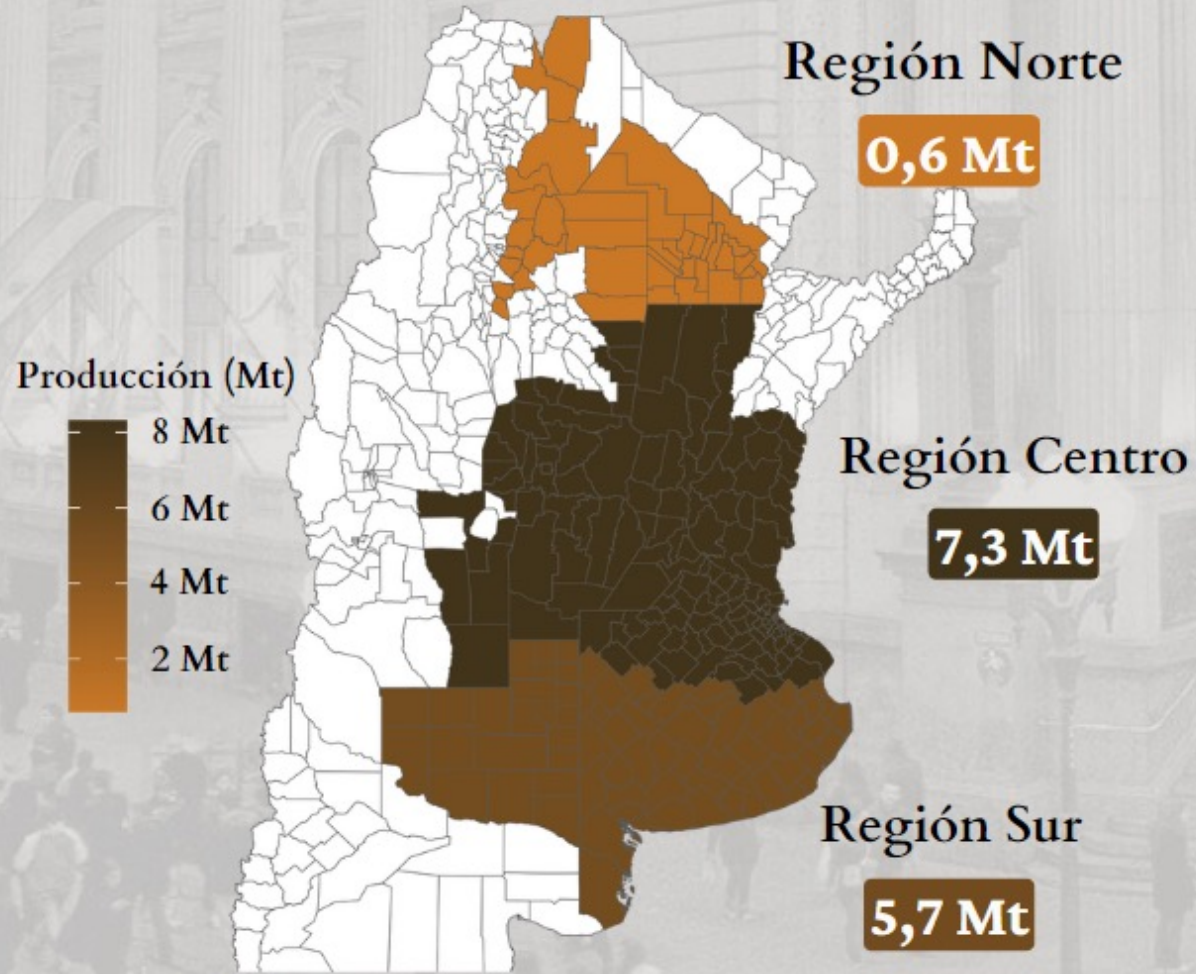 Región Norte
0,6 Mt
Producción (Mt)
8 Mt
6 Mt
4 Mt
2 Mt
Región Centro
7,3 Mt
Región Sur
5,7 Mt